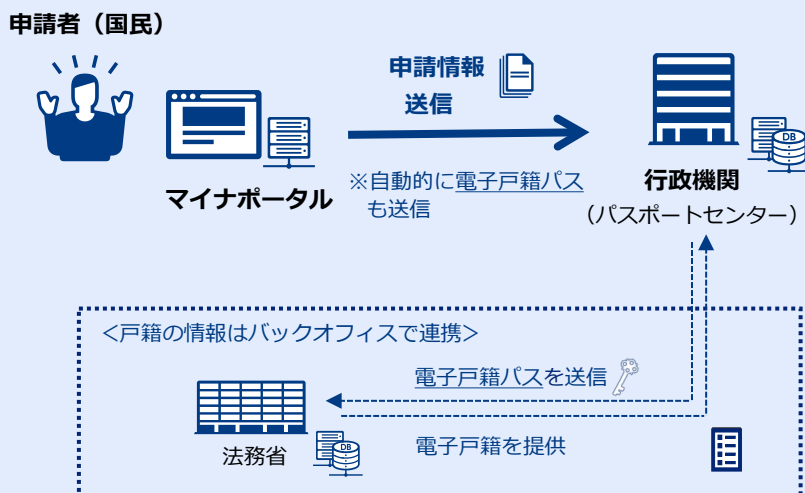 申請者（国民）
申請情報
送信
マイナポータル
※自動的に電子戸籍パス
も送信
行政機関
（パスポートセンター）
DB
＜戸籍の情報はバックオフィスで連携＞
電子戸籍パスを送信
電子戸籍を提供
法務省
DB